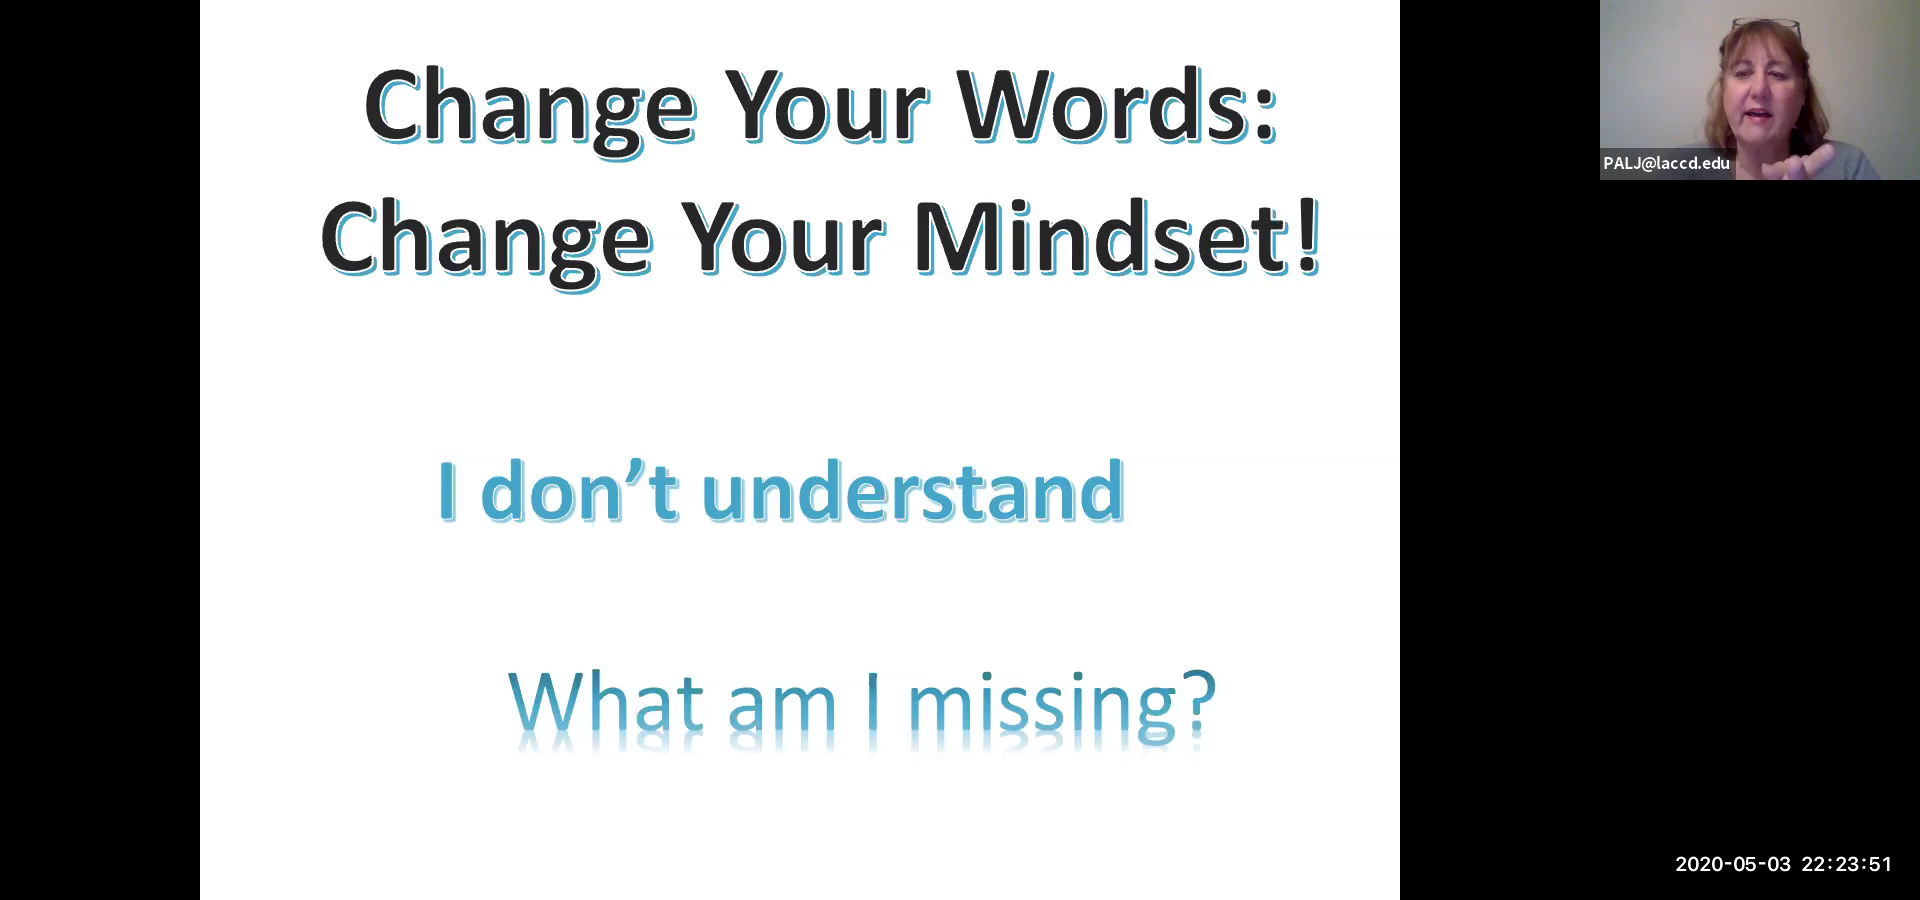 Change Your Words:
Change Your Mindset!
I don’t understand
What am I missing?
PALJ@laccd.edu
2020-05-03 22:23:51